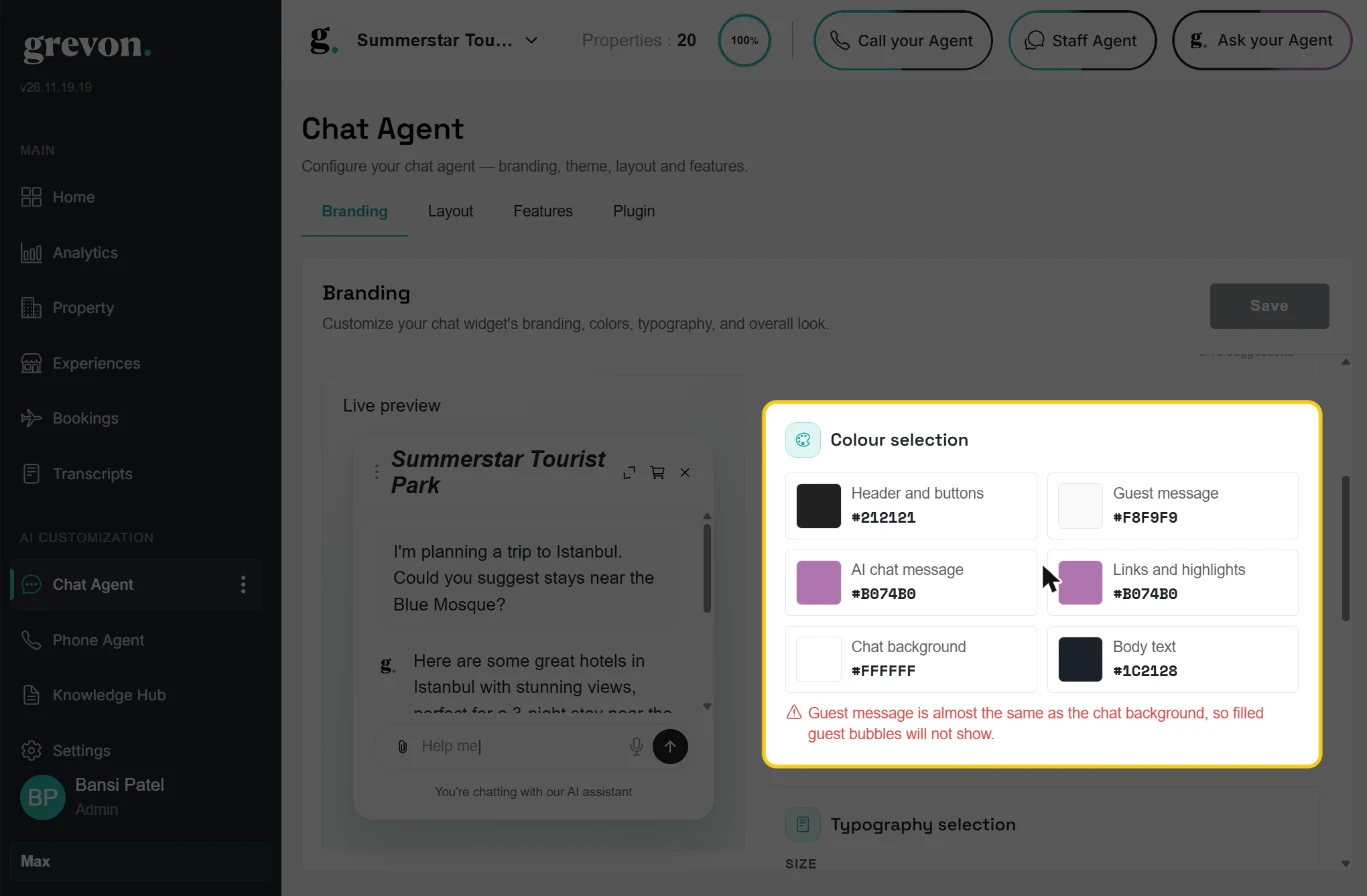 grevon.
v26.11.19.19
MAIN
Home
Analytics
Property
Experiences
Bookings
Transcripts
AI CUSTOMIZATION
Chat Agent
Phone Agent
Knowledge Hub
Settings
BP
Bansi Patel
Admin
Max
g.
Summerstar Tou...
Properties : 20
100%
Call your Agent
Staff Agent
g. Ask your Agent
Chat Agent
Configure your chat agent — branding, theme, layout and features.
Branding
Layout
Features
Plugin
Branding
Customize your chat widget's branding, colors, typography, and overall look.
Save
Live preview
Summerstar Tourist
Park
I'm planning a trip to Istanbul.
Could you suggest stays near the
Blue Mosque?
g.
Here are some great hotels in
Istanbul with stunning views,
perfect for a 3-night stay near the
Help me
You're chatting with our AI assistant
Colour selection
Header and buttons
#212121
Guest message
#F8F9F9
AI chat message
#B074B0
Links and highlights
#B074B0
Chat background
#FFFFFF
Body text
#1C2128
Guest message is almost the same as the chat background, so filled
guest bubbles will not show.
Typography selection
SIZE